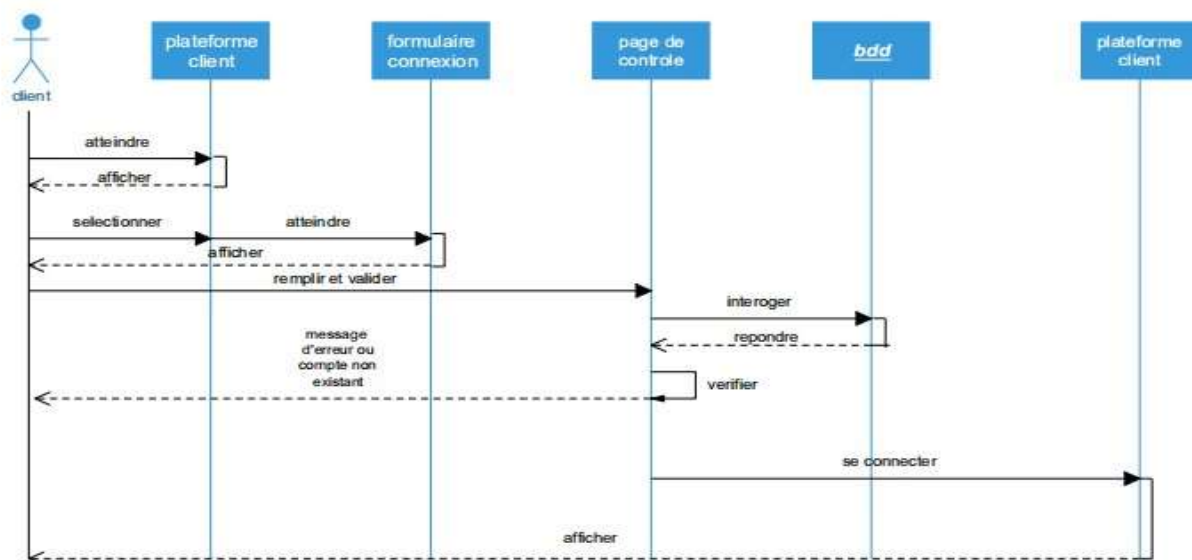 plateforme
client
formulaire
connexion
page de
controle
bdd
plateforme
client
client
atteindre
afficher
selectionner
atteindre
afficher
remplir et valider
interoger
repondre
message
d'erreur ou
compte non
existant
verifier
se connecter
afficher